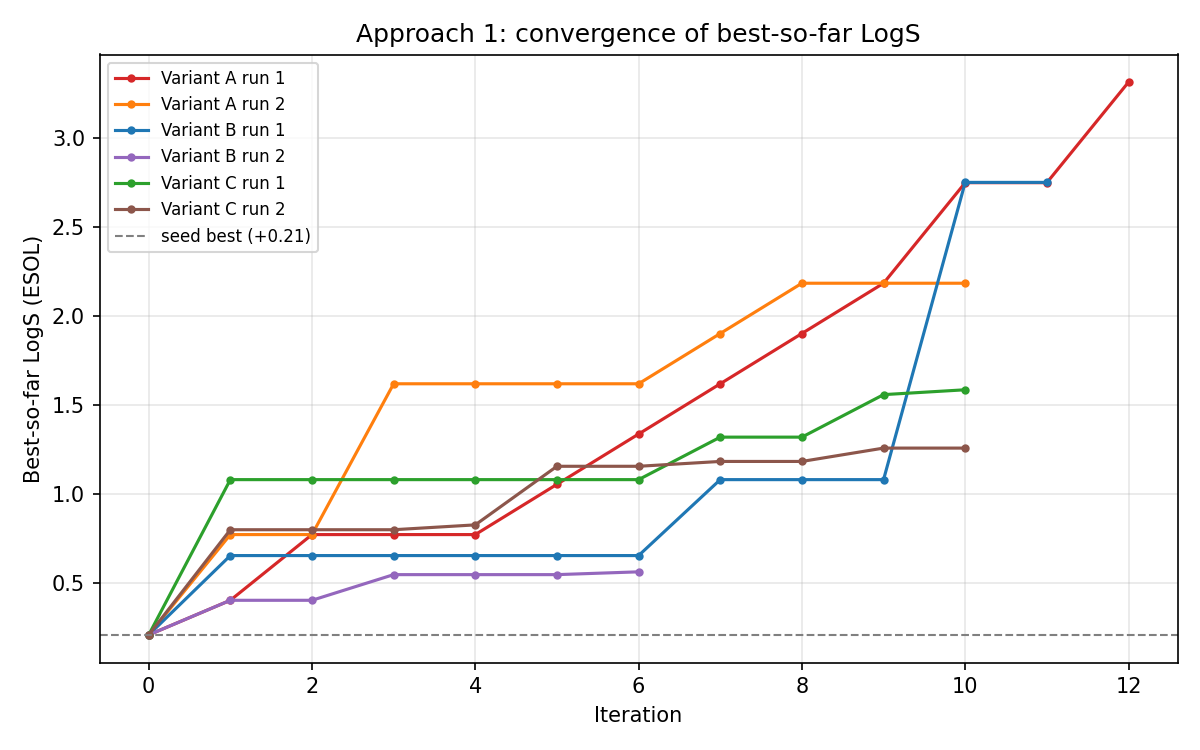 Approach 1: convergence of best-so-far LogS
Variant A run 1
Variant A run 2
Variant B run 1
Variant B run 2
Variant C run 1
Variant C run 2
seed best (+0.21)
Best-so-far LogS (ESOL)
3.0
2.5
2.0
1.5
1.0
0.5
0 2 4 6 8 10 12
Iteration